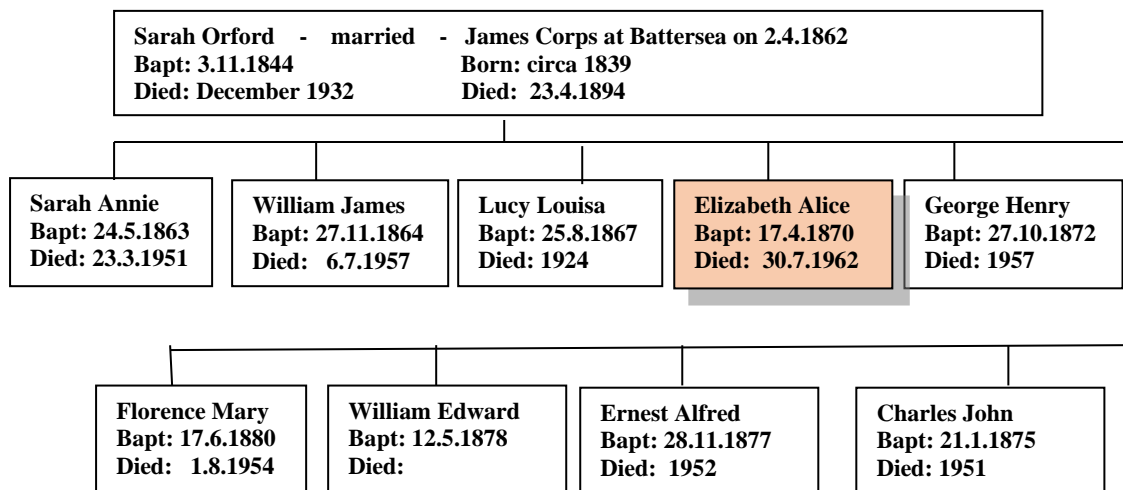 Sarah Orford - married - James Corps at Battersea on 2.4.1862
Bapt: 3.11.1844 Born: circa 1839
Died: December 1932 Died: 23.4.1894
Sarah Annie
Bapt: 24.5.1863
Died: 23.3.1951
William James
Bapt: 27.11.1864
Died: 6.7.1957
Lucy Louisa
Bapt: 25.8.1867
Died: 1924
Elizabeth Alice
Bapt: 17.4.1870
Died: 30.7.1962
George Henry
Bapt: 27.10.1872
Died: 1957
Florence Mary
Bapt: 17.6.1880
Died: 1.8.1954
William Edward
Bapt: 12.5.1878
Died:
Ernest Alfred
Bapt: 28.11.1877
Died: 1952
Charles John
Bapt: 21.1.1875
Died: 1951